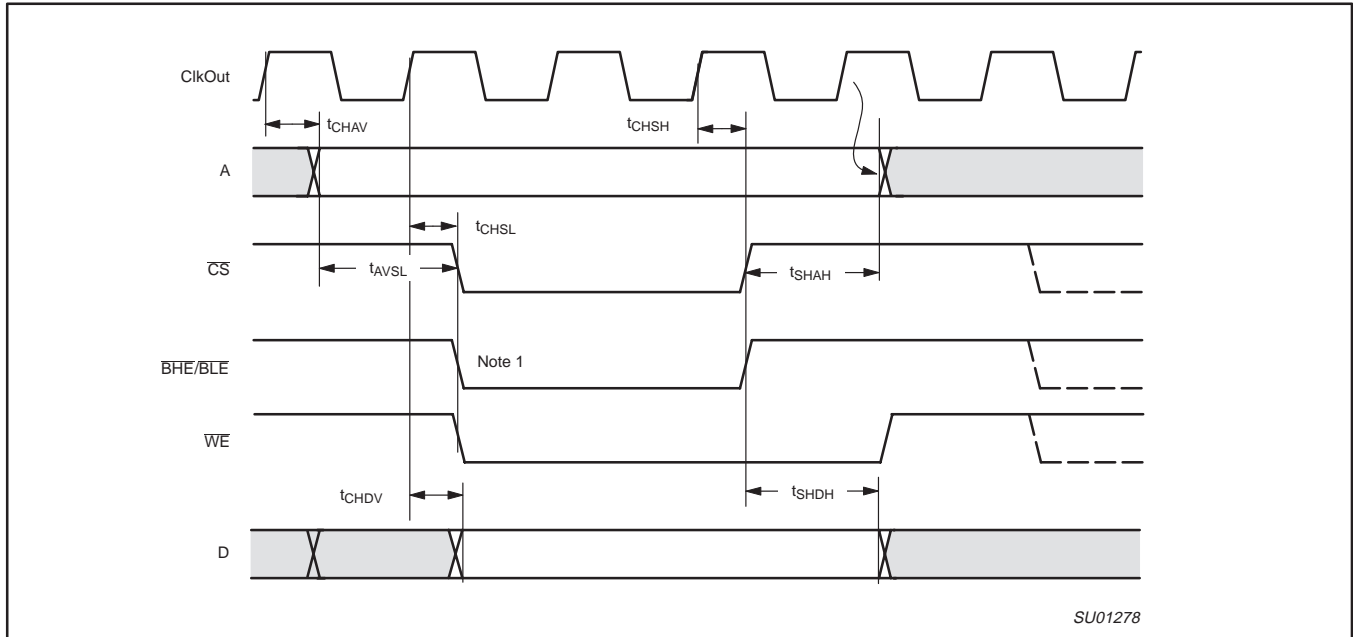 ClkOut
tCHAV
tCHSH
A
tCHSL
CS
tAVSL
tSHAH
BHE/BLE
Note 1
WE
tCHDV
tSHDH
D
SU01278